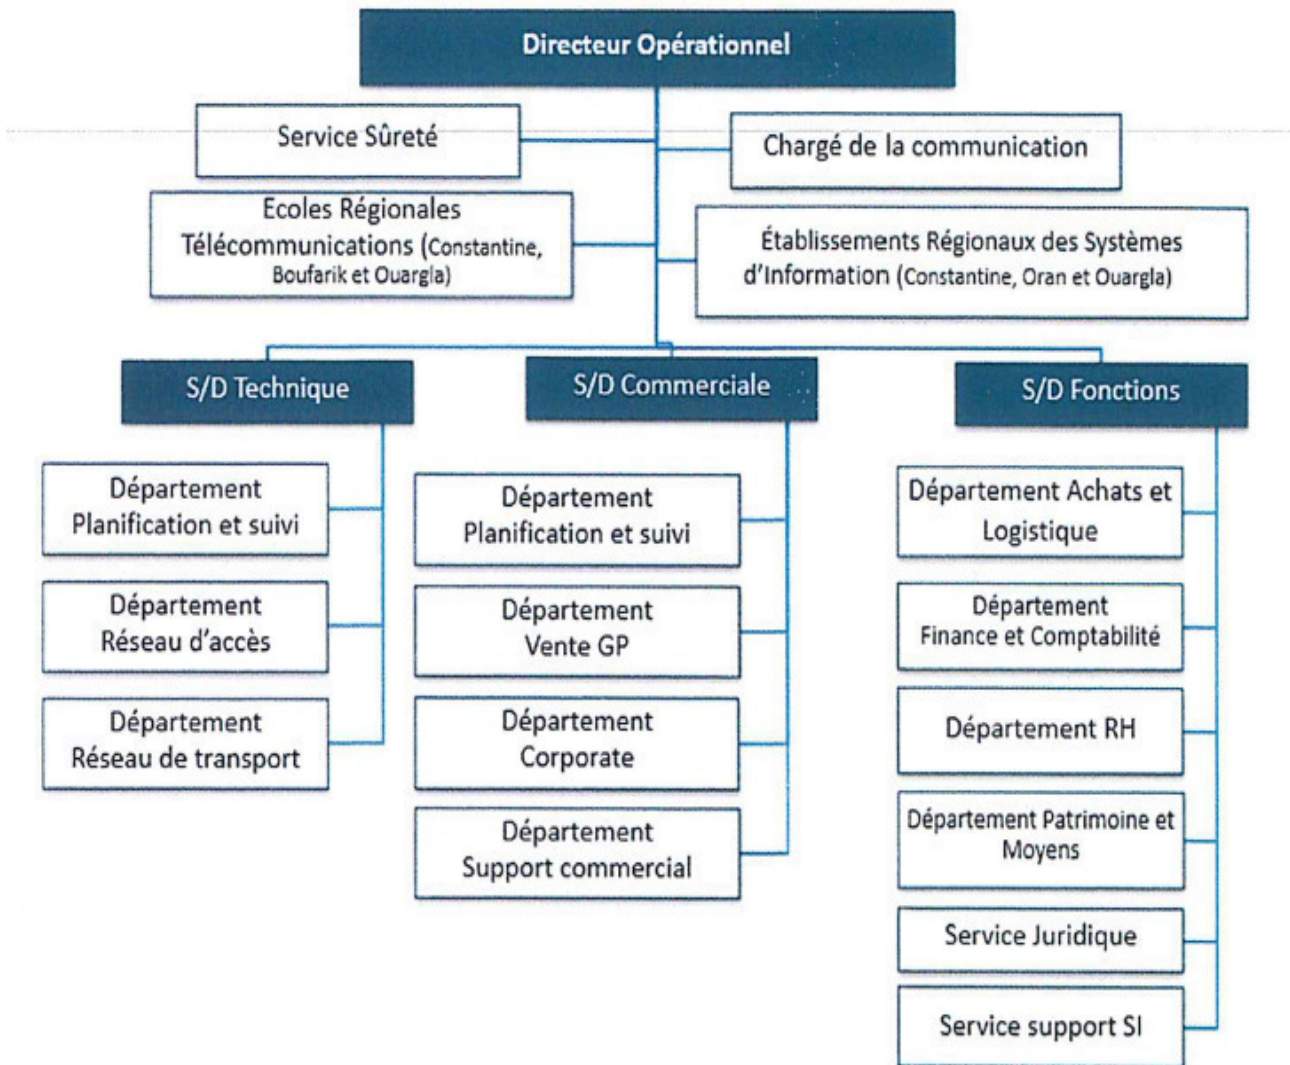 Directeur Opérationnel
Service Sûreté
Chargé de la communication
Ecoles Régionales
Télécommunications (Constantine,
Boufarik et Ouargla)
Établissements Régionaux des Systèmes
d'Information (Constantine, Oran et Ouargla)
S/D Technique
S/D Commerciale
S/D Fonctions
Département
Planification et suivi
Département
Réseau d'accès
Département
Réseau de transport
Département
Planification et suivi
Département
Vente GP
Département
Corporate
Département
Support commercial
Département Achats et
Logistique
Département
Finance et Comptabilité
Département RH
Département Patrimoine et
Moyens
Service Juridique
Service support SI